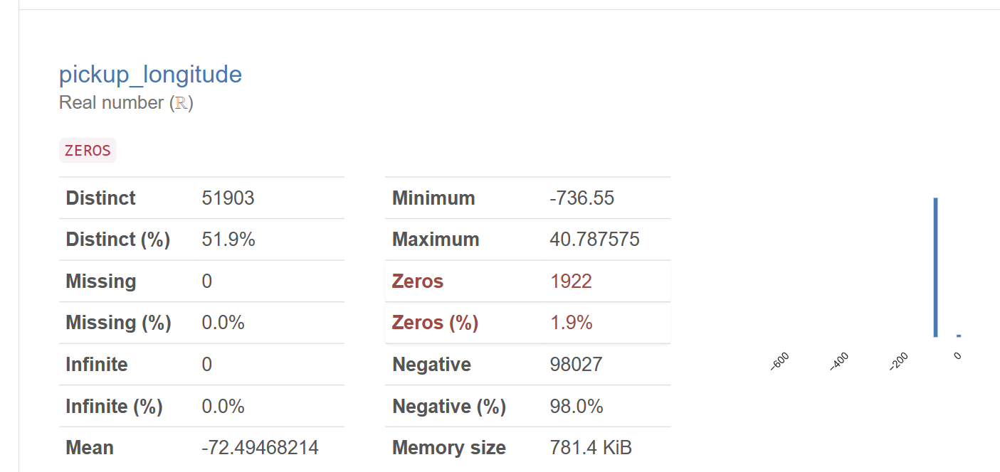 pickup_longitude
Real number (ℝ)
ZEROS
Distinct 51903
Distinct (%) 51.9%
Missing 0
Missing (%) 0.0%
Infinite 0
Infinite (%) 0.0%
Mean -72.49468214
Minimum -736.55
Maximum 40.787575
Zeros 1922
Zeros (%) 1.9%
Negative 98027
Negative (%) 98.0%
Memory size 781.4 KiB
−600 −400 −200 0